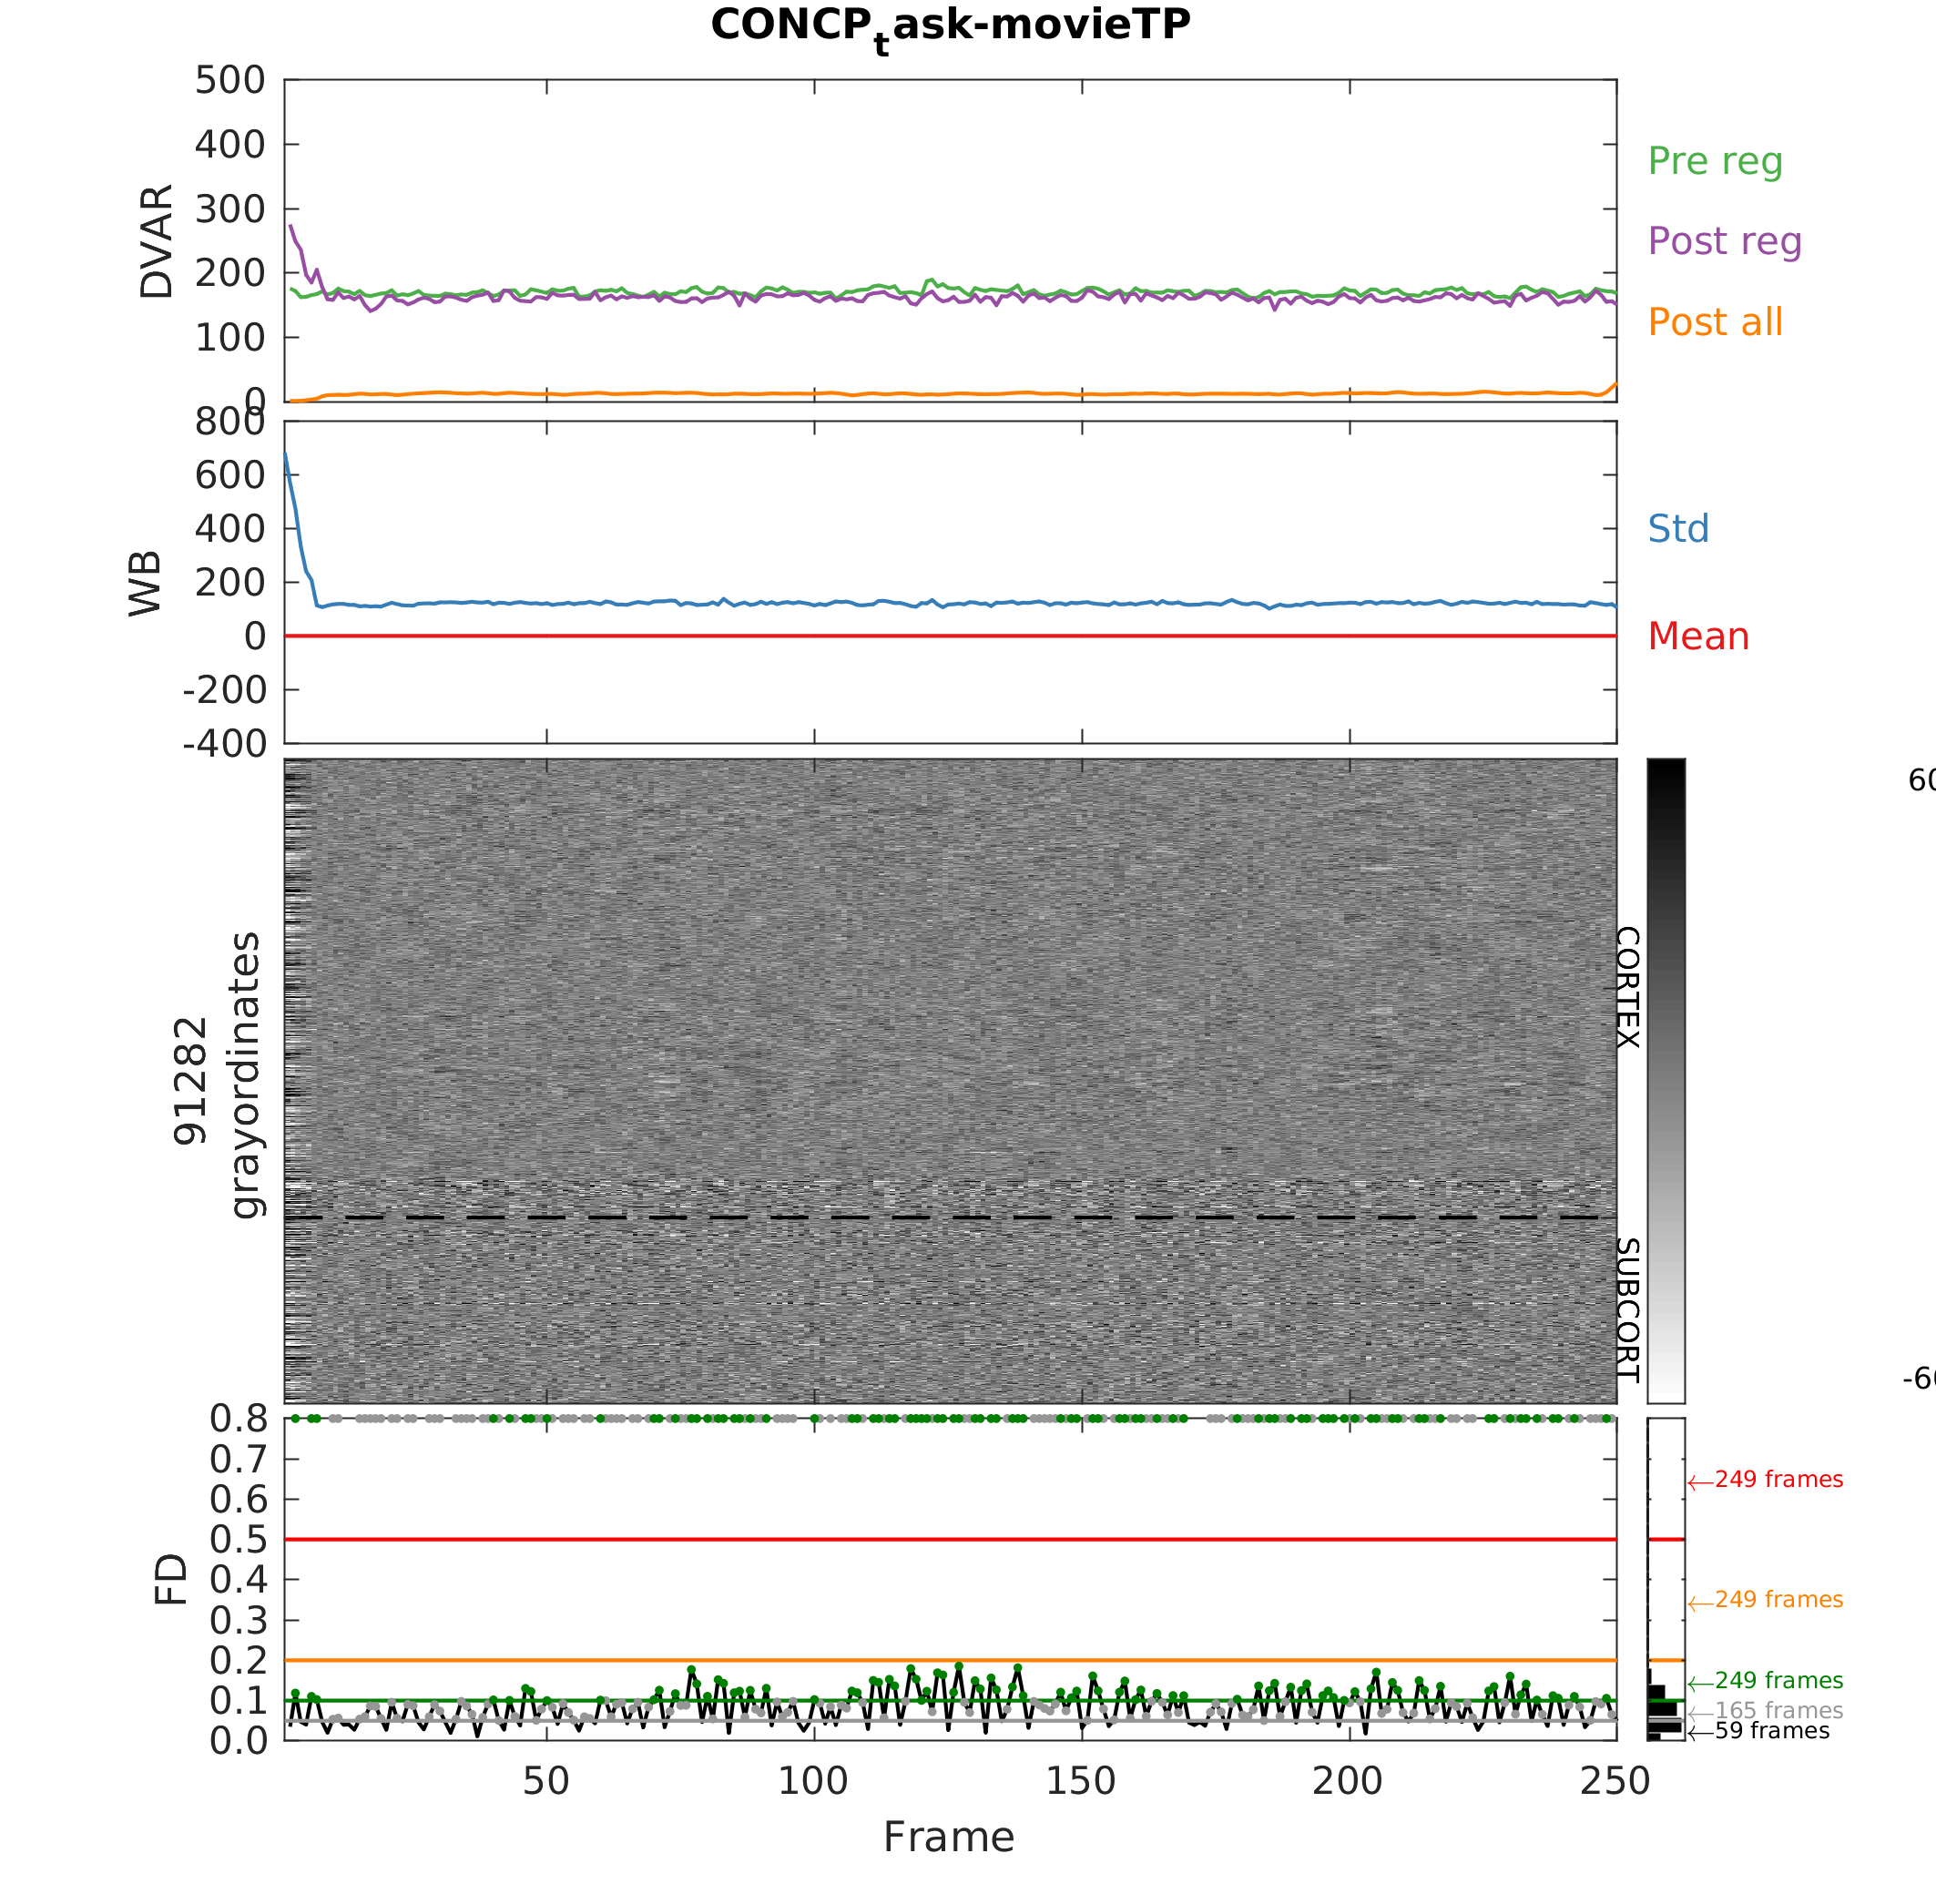 CONCPtask-movieTP
DVAR
500
400
300
200
100
0
Pre reg
Post reg
Post all
WB
800
600
400
200
0
-200
-400
Std
Mean
91282
grayordinates
CORTEX
SUBCORT
60
-60
FD
0.8
0.7
0.6
0.5
0.4
0.3
0.2
0.1
0.0
←249 frames
←249 frames
←249 frames
←165 frames
←59 frames
50 100 150 200 250
Frame